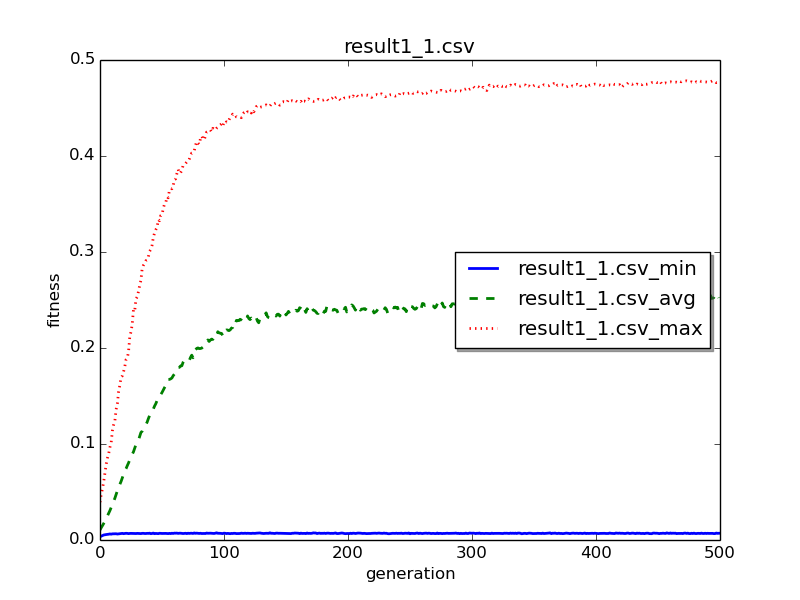 result1_1.csv
0.5
0.4
0.3
0.2
0.1
0.0
fitness
result1_1.csv_min
result1_1.csv_avg
result1_1.csv_max
0 100 200 300 400 500
generation